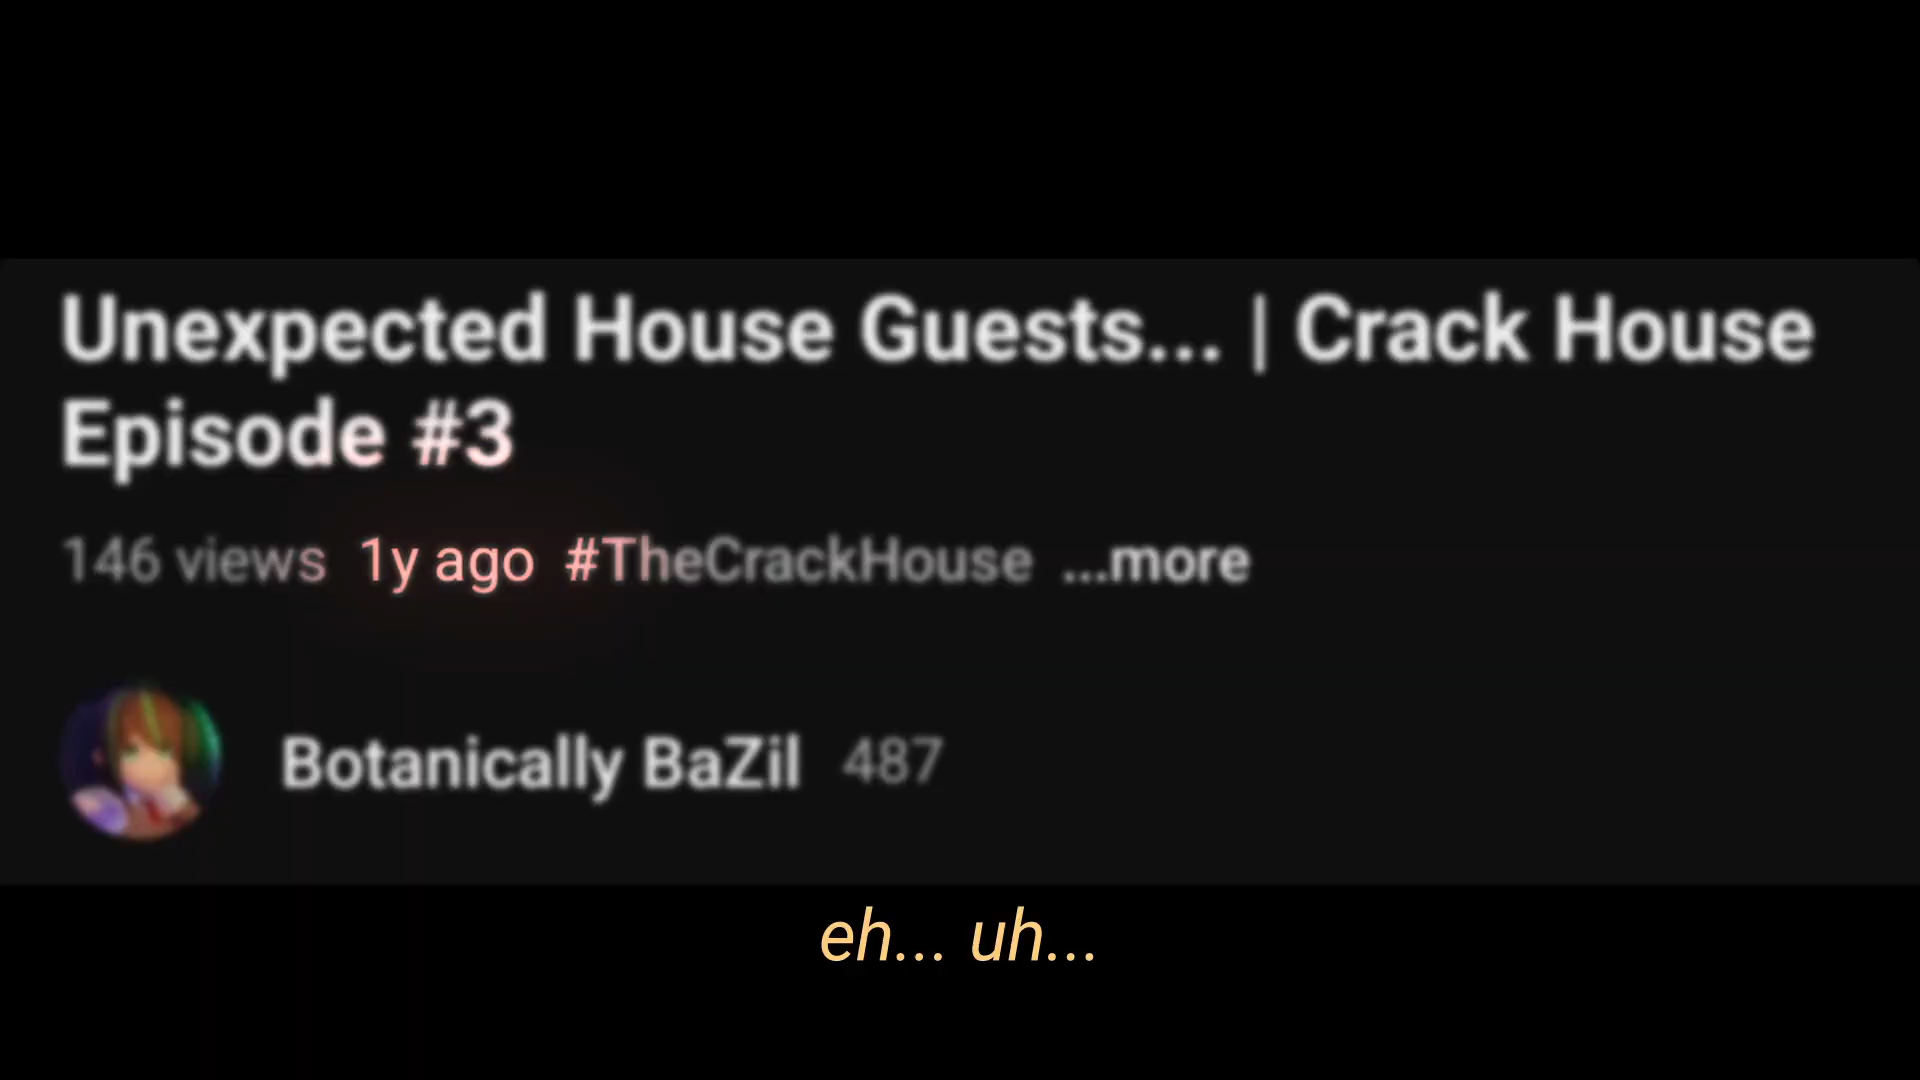 Unexpected House Guests... | Crack House
Episode #3
146 views 1y ago #TheCrackHouse ...more
Botanically BaZil 487
eh... uh...